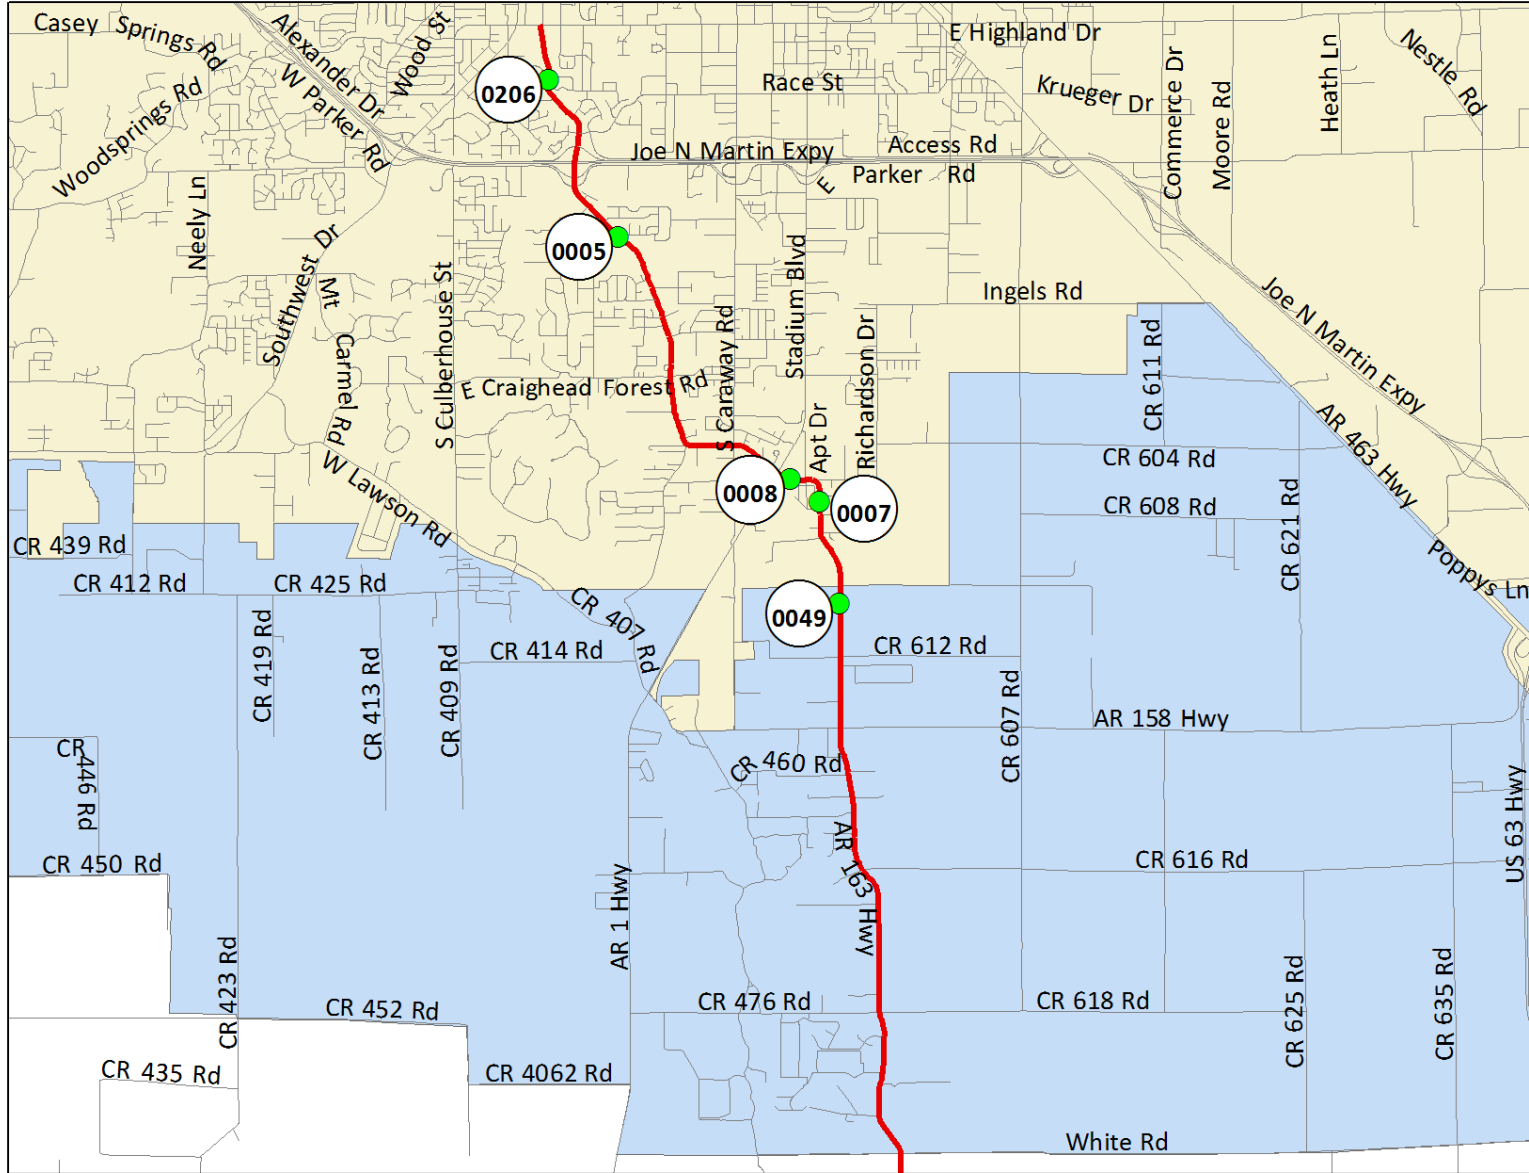 Casey Springs Rd
Alexander Dr
Wood St
E Highland Dr
Nestle Rd
Heath Ln
Commerce Dr
Moore Rd
Krueger Dr
Race St
0206
W Parker Rd
Woodsprings Rd
Joe N Martin Expy
Access Rd
E Parker Rd
Neely Ln
Southwest Dr
0005
S Culberhouse St
Mt Carmel Rd
Stadium Blvd
S Caraway Rd
Richardson Dr
Ingels Rd
Joe N Martin Expy
CR 611 Rd
E Craighead Forest Rd
Apt Dr
AR 463 Hwy
CR 604 Rd
W Lawson Rd
0008
0007
CR 608 Rd
CR 621 Rd
CR 439 Rd
CR 412 Rd
CR 425 Rd
Poppys Ln
CR 407 Rd
0049
CR 419 Rd
CR 413 Rd
CR 409 Rd
CR 414 Rd
CR 612 Rd
CR 607 Rd
AR 158 Hwy
CR 446 Rd
CR 460 Rd
US 63 Hwy
CR 450 Rd
AR 163 Hwy
CR 616 Rd
AR 1 Hwy
CR 423 Rd
CR 452 Rd
CR 476 Rd
CR 618 Rd
CR 625 Rd
CR 635 Rd
CR 435 Rd
CR 4062 Rd
White Rd